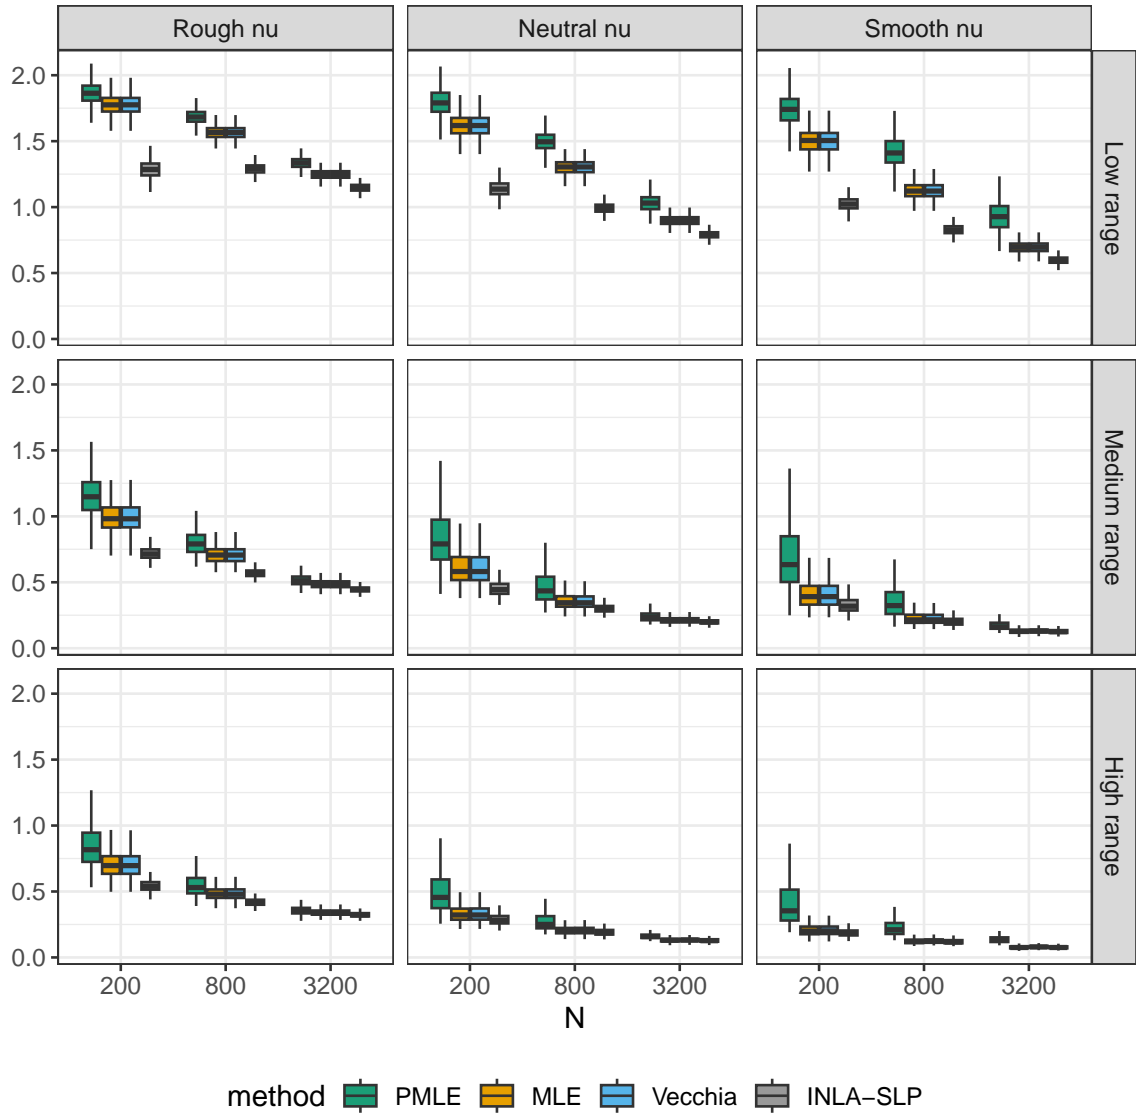 Rough nu Neutral nu Smooth nu
2.0
1.5
1.0
0.5
0.0
Low range
2.0
1.5
1.0
0.5
0.0
Medium range
2.0
1.5
1.0
0.5
0.0
High range
200 800 3200 200 800 3200 200 800 3200
N
method PMLE MLE Vecchia INLA−SLP